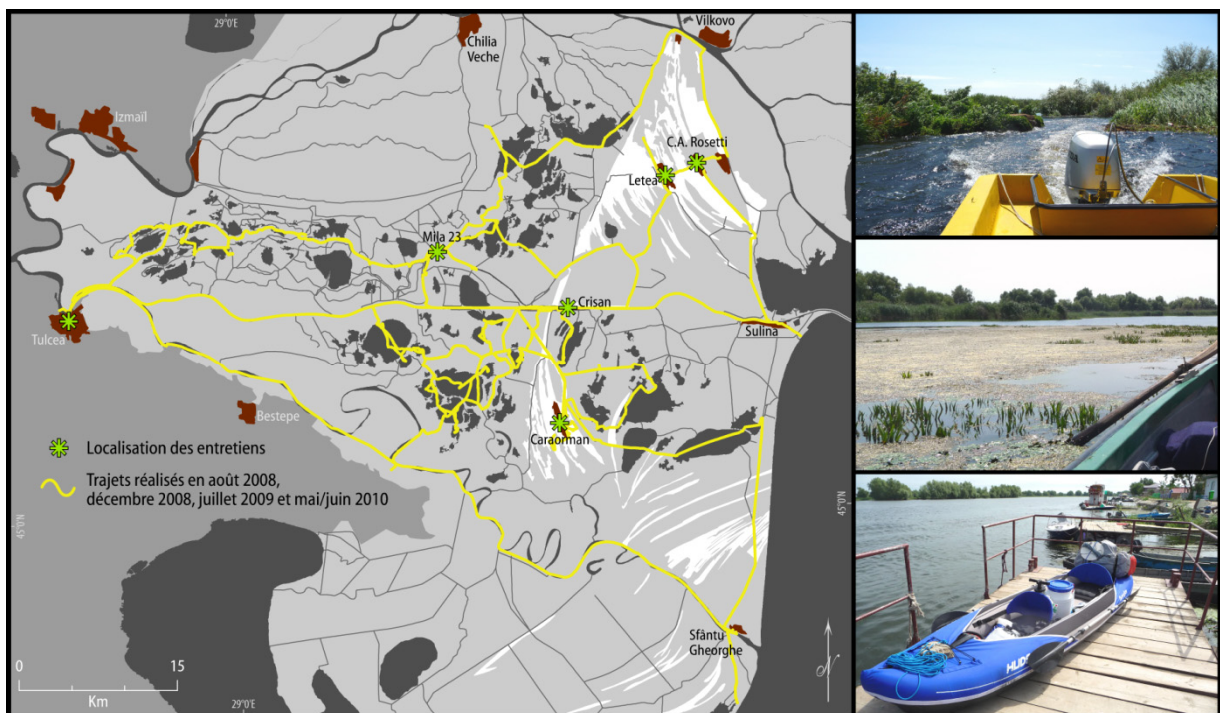 29°0'E
Vilkovo
Chilia
Veche
Izmaïl
C.A. Rosetti
Letea
Mila 23
Crisan
Sulina
Tulcea
Bestepe
Caraorman
Localisation des entretiens
Trajets réalisés en août 2008,
décembre 2008, juillet 2009 et mai/juin 2010
45°0'N
45°0'N
Sfântu
Gheorghe
0 15
Km
29°0'E
N